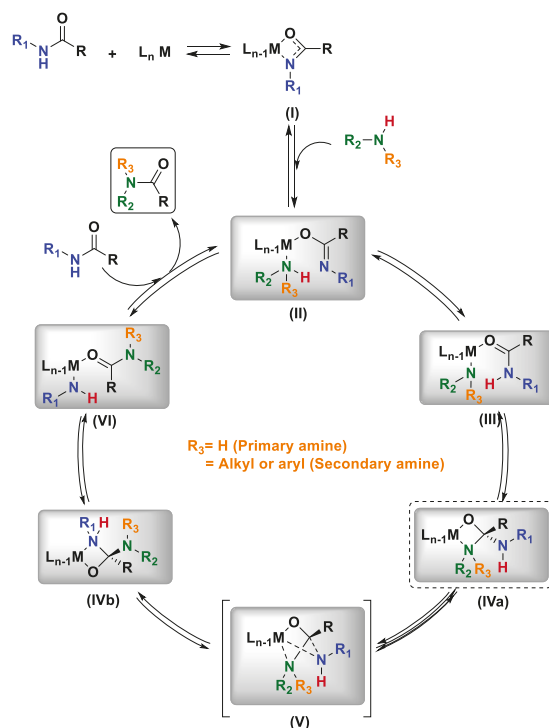 R1 N H O R + Ln M Ln-1 M O N R R1
(I)
R2 N H R3
R3 N R2 O R
R1 N H O R
Ln-1 M O R N R1 R2 N H R3
(II)
Ln-1 M O R N R3 R2 R1 N H
(VI)
Ln-1 M O R N R2 R3 H N R1
(III)
R3= H (Primary amine)
= Alkyl or aryl (Secondary amine)
R1 H N R3 N R2 Ln-1 M O R
(IVb)
O R Ln-1 M N R2 R3 N R1 H
(IVa)
Ln-1 M O R N R2 R3 N R1 H
(V)